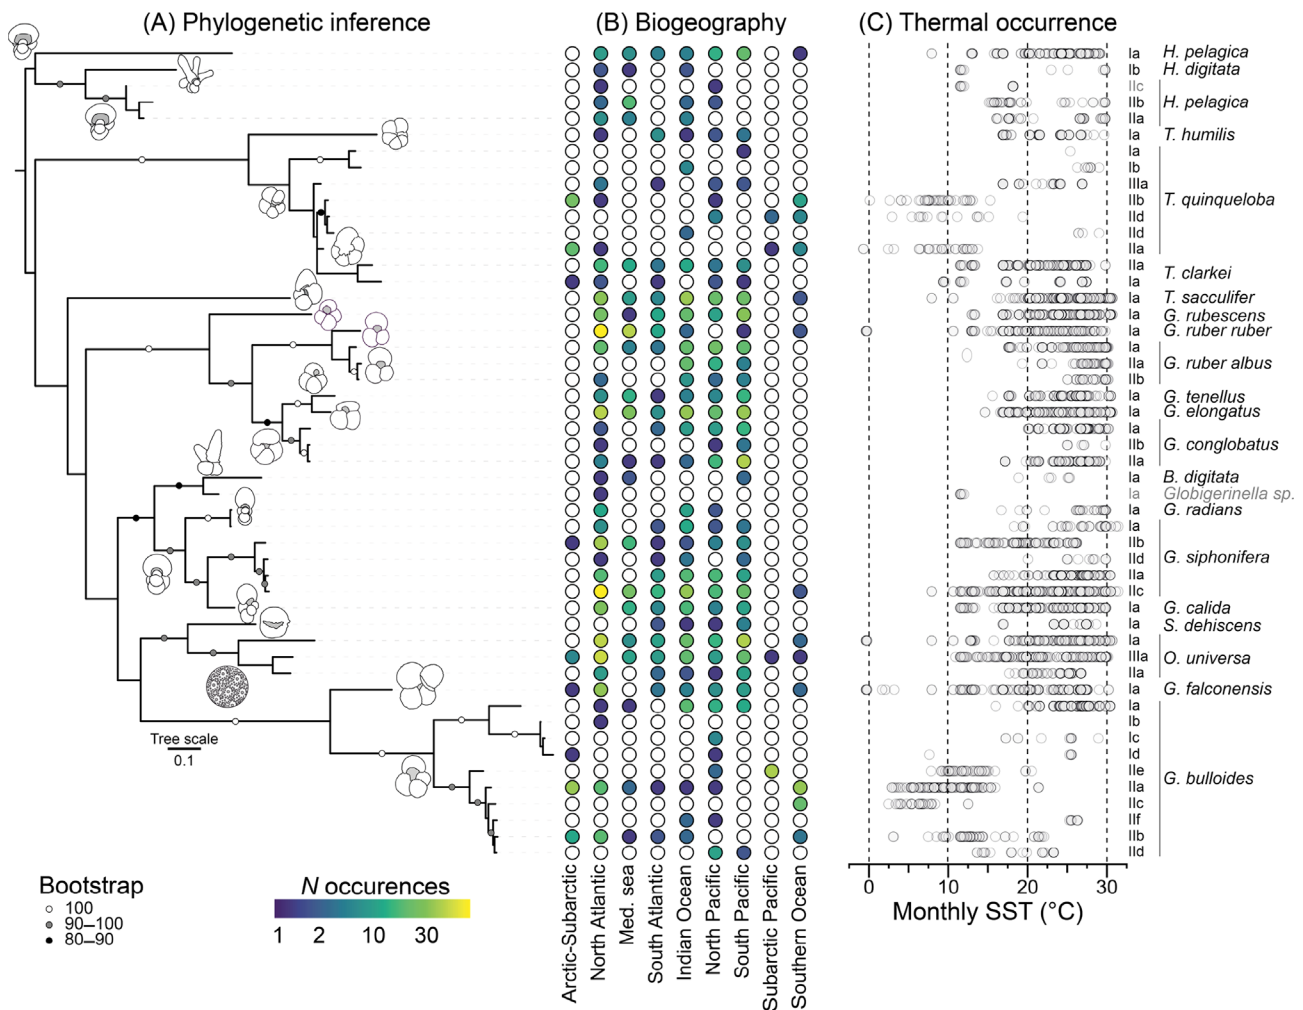 (A) Phylogenetic inference
(B) Biogeography
(C) Thermal occurrence
Ia H. pelagica
Ib H. digitata
IIc
IIb H. pelagica
IIa
Ia T. humilis
Ia
Ib
IIIa
IIb T. quinqueloba
IId
IId
IIa
IIa
T. clarkei
Ia
Ia T. sacculifer
Ia G. rubescens
Ia G. ruber ruber
Ia
IIa G. ruber albus
IIb
Ia G. tenellus
Ia G. elongatus
Ia
IIb G. conglobatus
IIa
Ia B. digitata
Ia Globigerinella sp.
Ia G. radians
Ia
IIb
IId G. siphonifera
IIa
IIc
Ia G. calida
Ia S. dehiscens
Ia
IIIa O. universa
IIa
Ia G. falconensis
Ia
Ib
Ic
Id
IIe
G. bulloides
IIa
IIc
IIf
IIb
IId
Tree scale
0.1
Bootstrap
100
90–100
80–90
N occurences
1 2 10 30
Arctic-Subarctic
North Atlantic
Med. sea
South Atlantic
Indian Ocean
North Pacific
South Pacific
Subarctic Pacific
Southern Ocean
0 10 20 30
Monthly SST (°C)